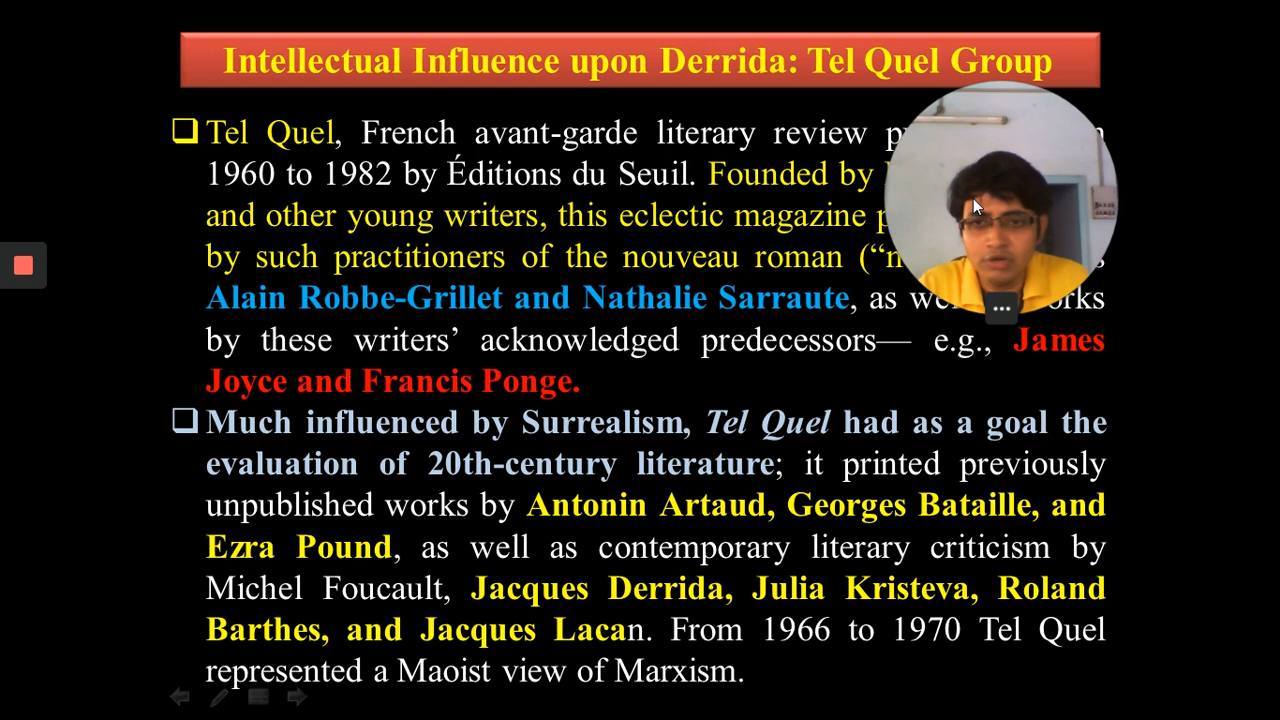 Intellectual Influence upon Derrida: Tel Quel Group
Tel Quel, French avant-garde literary review
1960 to 1982 by Éditions du Seuil. Founded by
and other young writers, this eclectic magazine
by such practitioners of the nouveau roman
Alain Robbe-Grillet and Nathalie Sarraute, as
by these writers’ acknowledged predecessors— e.g., James
Joyce and Francis Ponge.
Much influenced by Surrealism, Tel Quel had as a goal the
evaluation of 20th-century literature; it printed previously
unpublished works by Antonin Artaud, Georges Bataille, and
Ezra Pound, as well as contemporary literary criticism by
Michel Foucault, Jacques Derrida, Julia Kristeva, Roland
Barthes, and Jacques Lacan. From 1966 to 1970 Tel Quel
represented a Maoist view of Marxism.